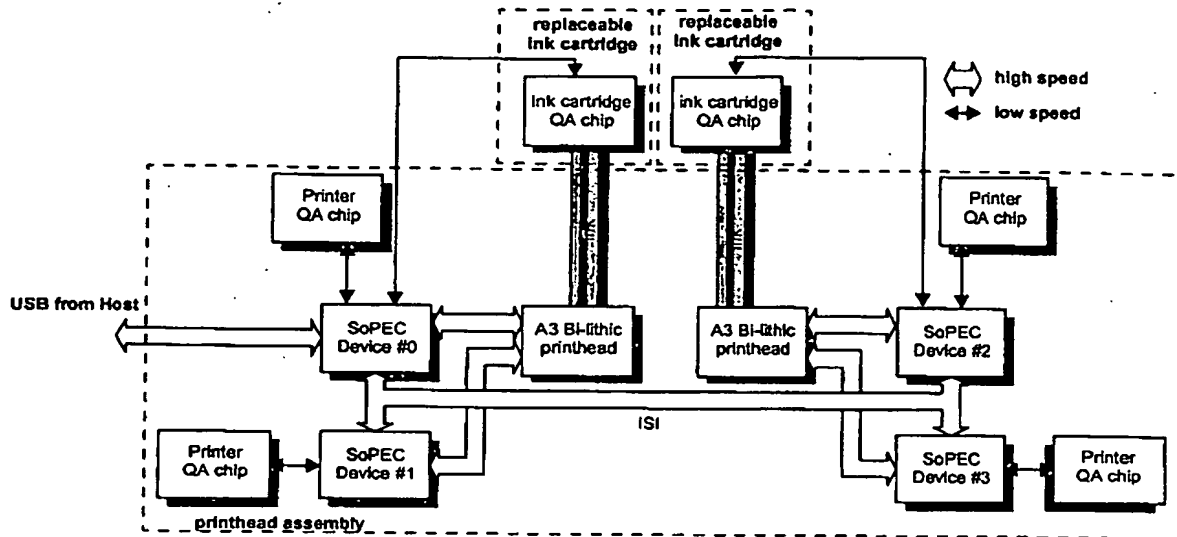 replaceable
ink cartridge
replaceable
ink cartridge
high speed
low speed
ink cartridge
QA chip
ink cartridge
QA chip
Printer
QA chip
Printer
QA chip
USB from Host
SoPEC
Device #0
A3 Bi-lithic
printhead
A3 Bi-lithic
printhead
SoPEC
Device #2
ISI
Printer
QA chip
SoPEC
Device #1
SoPEC
Device #3
Printer
QA chip
printhead assembly